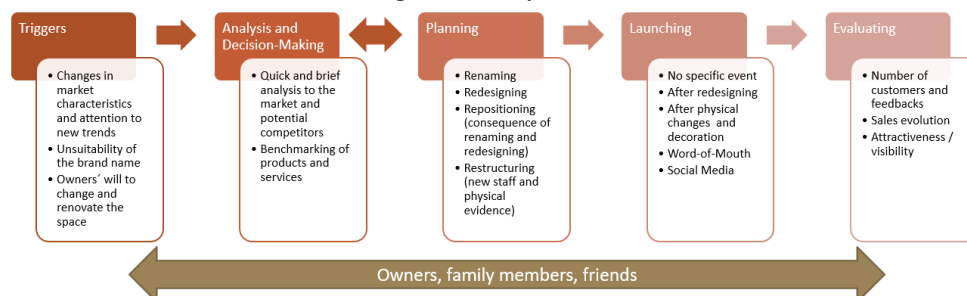 Triggers
• Changes in
market
characteristics
and attention to
new trends
• Unsuitability of
the brand name
• Owners´ will to
change and
renovate the
space
Analysis and
Decision-Making
• Quick and brief
analysis to the
market and
potential
competitors
• Benchmarking of
products and
services
Planning
• Renaming
• Redesigning
• Repositioning
(consequence of
renaming and
redesigning)
• Restructuring
(new staff and
physical
evidence)
Launching
• No specific event
• After redesigning
• After physical
changes and
decoration
• Word-of-Mouth
• Social Media
Evaluating
• Number of
customers and
feedbacks
• Sales evolution
• Attractiveness /
visibility
Owners, family members, friends